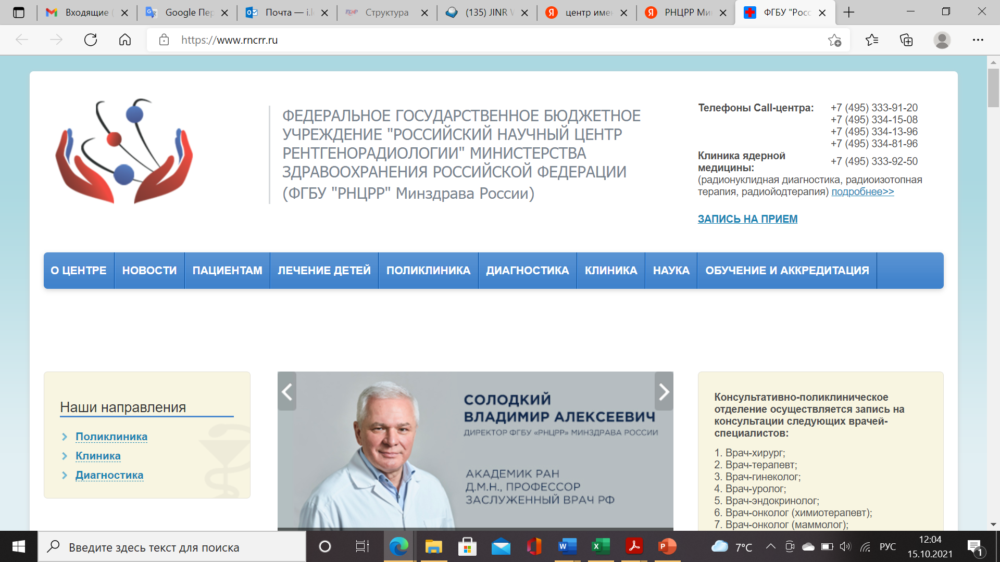 Входящие (
Google Пер
Почта — i.l
Структура
(135) JINR W
центр имен
РНЦРР Мин
ФГБУ "Росс
https://www.rncrr.ru
ФЕДЕРАЛЬНОЕ ГОСУДАРСТВЕННОЕ БЮДЖЕТНОЕ
УЧРЕЖДЕНИЕ "РОССИЙСКИЙ НАУЧНЫЙ ЦЕНТР
РЕНТГЕНОРАДИОЛОГИИ" МИНИСТЕРСТВА
ЗДРАВООХРАНЕНИЯ РОССИЙСКОЙ ФЕДЕРАЦИИ
(ФГБУ "РНЦРР" Минздрава России)
Телефоны Call-центра: +7 (495) 333-91-20
+7 (495) 334-15-08
+7 (495) 334-13-96
+7 (495) 334-81-96
Клиника ядерной
медицины: +7 (495) 333-92-50
(радионуклидная диагностика, радиоизотопная
терапия, радиойодтерапия) подробнее>>
ЗАПИСЬ НА ПРИЕМ
О ЦЕНТРЕ НОВОСТИ ПАЦИЕНТАМ ЛЕЧЕНИЕ ДЕТЕЙ ПОЛИКЛИНИКА ДИАГНОСТИКА КЛИНИКА НАУКА ОБУЧЕНИЕ И АККРЕДИТАЦИЯ
Наши направления
Поликлиника
Клиника
Диагностика
СОЛОДКИЙ
ВЛАДИМИР АЛЕКСЕЕВИЧ
ДИРЕКТОР ФГБУ «РНЦРР» МИНЗДРАВА РОССИИ
АКАДЕМИК РАН
Д.М.Н., ПРОФЕССОР
ЗАСЛУЖЕННЫЙ ВРАЧ РФ
Консультативно-поликлиническое
отделение осуществляется запись на
консультации следующих врачей-
специалистов:
1. Врач-хирург;
2. Врач-терапевт;
3. Врач-гинеколог;
4. Врач-уролог;
5. Врач-эндокринолог;
6. Врач-онколог (химиотерапевт);
7. Врач-онколог (маммолог);
Введите здесь текст для поиска
7°C
РУС
12:04
15.10.2021
1